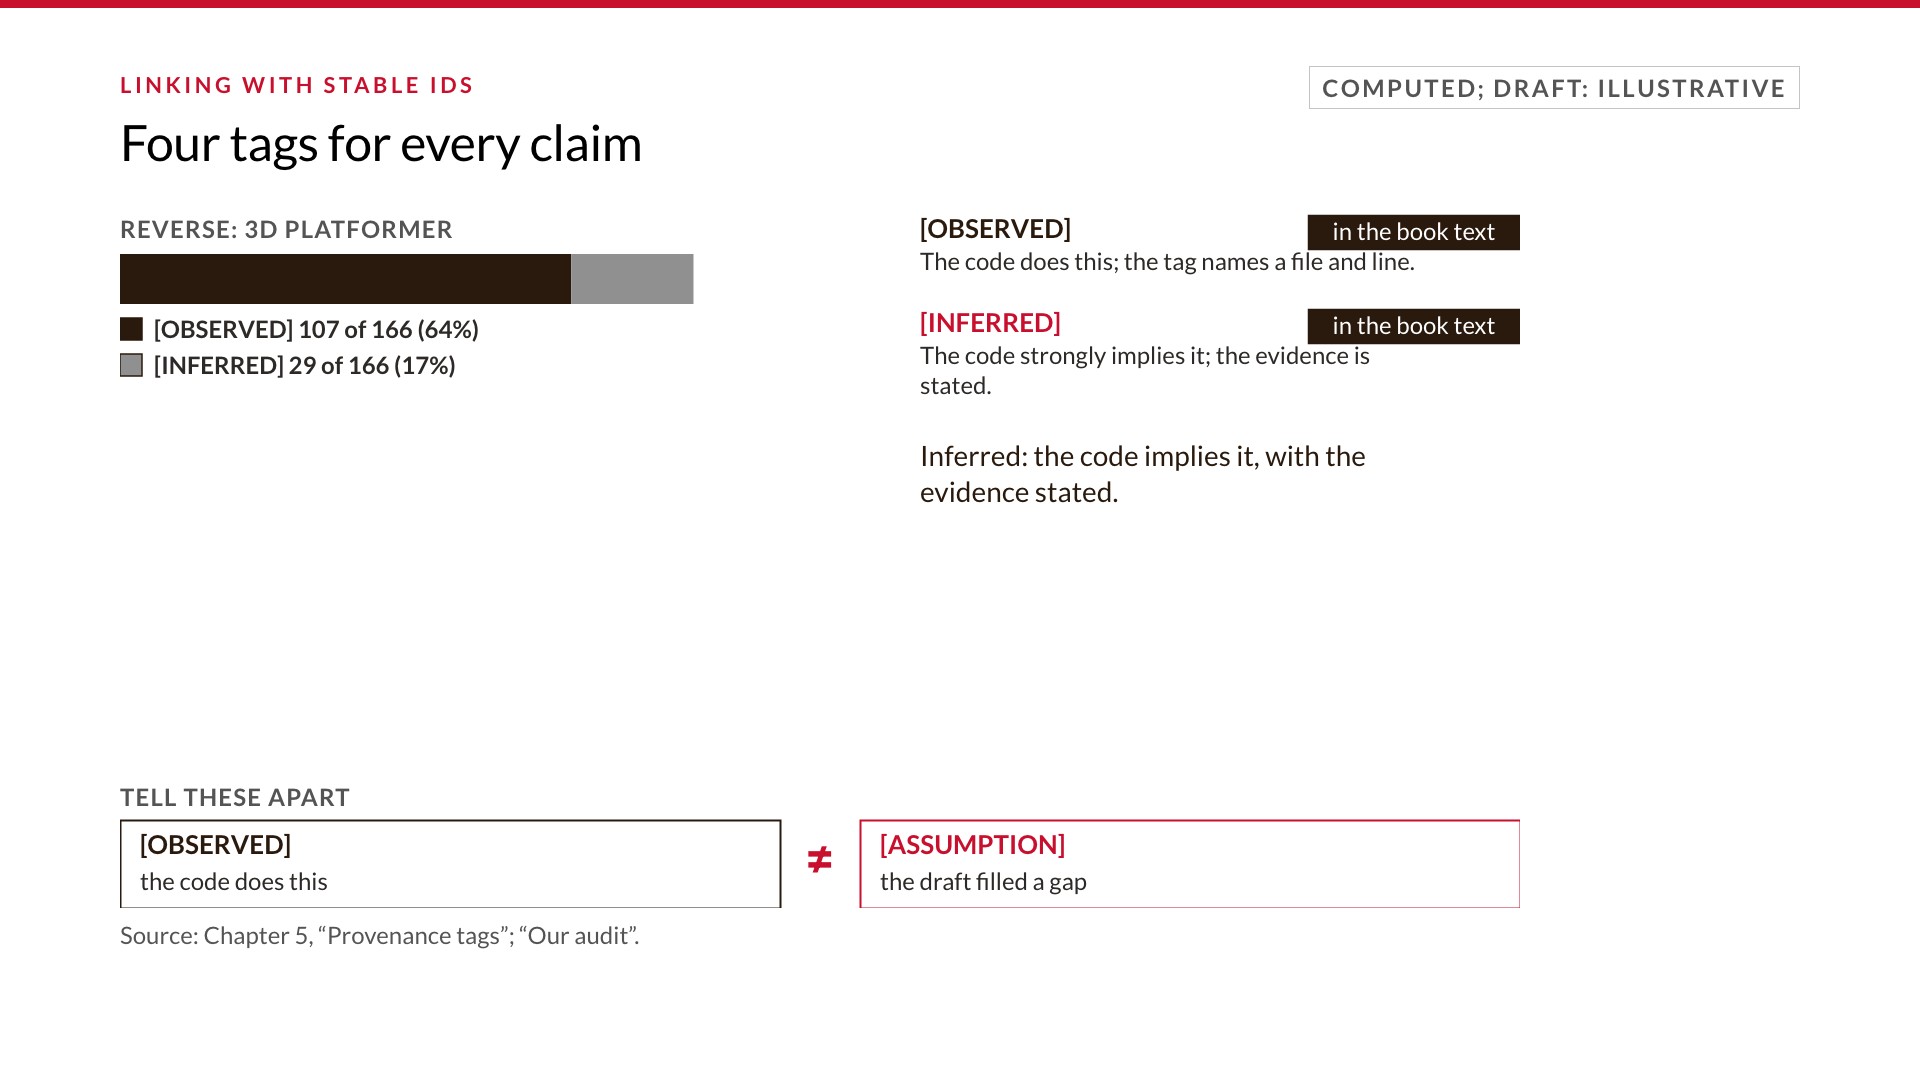 LINKING WITH STABLE IDS
COMPUTED; DRAFT: ILLUSTRATIVE
Four tags for every claim
REVERSE: 3D PLATFORMER
[OBSERVED] 107 of 166 (64%)
[INFERRED] 29 of 166 (17%)
[OBSERVED]
in the book text
The code does this; the tag names a file and line.
[INFERRED]
in the book text
The code strongly implies it; the evidence is
stated.
Inferred: the code implies it, with the
evidence stated.
TELL THESE APART
[OBSERVED]
the code does this
≠
[ASSUMPTION]
the draft filled a gap
Source: Chapter 5, “Provenance tags”; “Our audit”.